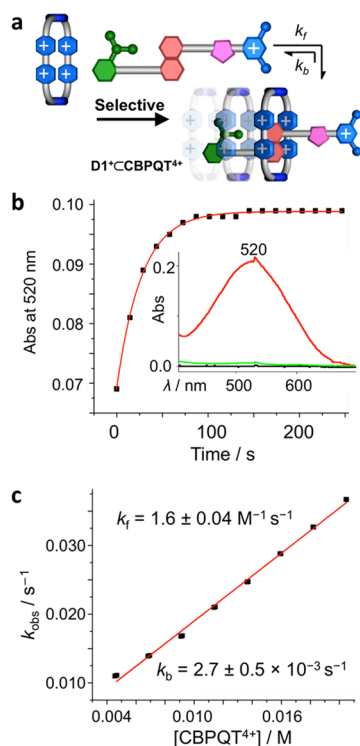 a
+ + + +
+
k_f
k_b
Selective
D1⁺⊂CBPQT⁴⁺
+ + + + + + +
b
Abs at 520 nm
0.10
0.09
0.08
0.07
0 100 200
Time / s
Abs
0.2
0.0
520
λ / nm 500 600
c
k_obs / s⁻¹
0.030
0.020
0.010
k_f = 1.6 ± 0.04 M⁻¹ s⁻¹
k_b = 2.7 ± 0.5 × 10⁻³ s⁻¹
0.004 0.010 0.016
[CBPQT⁴⁺] / M